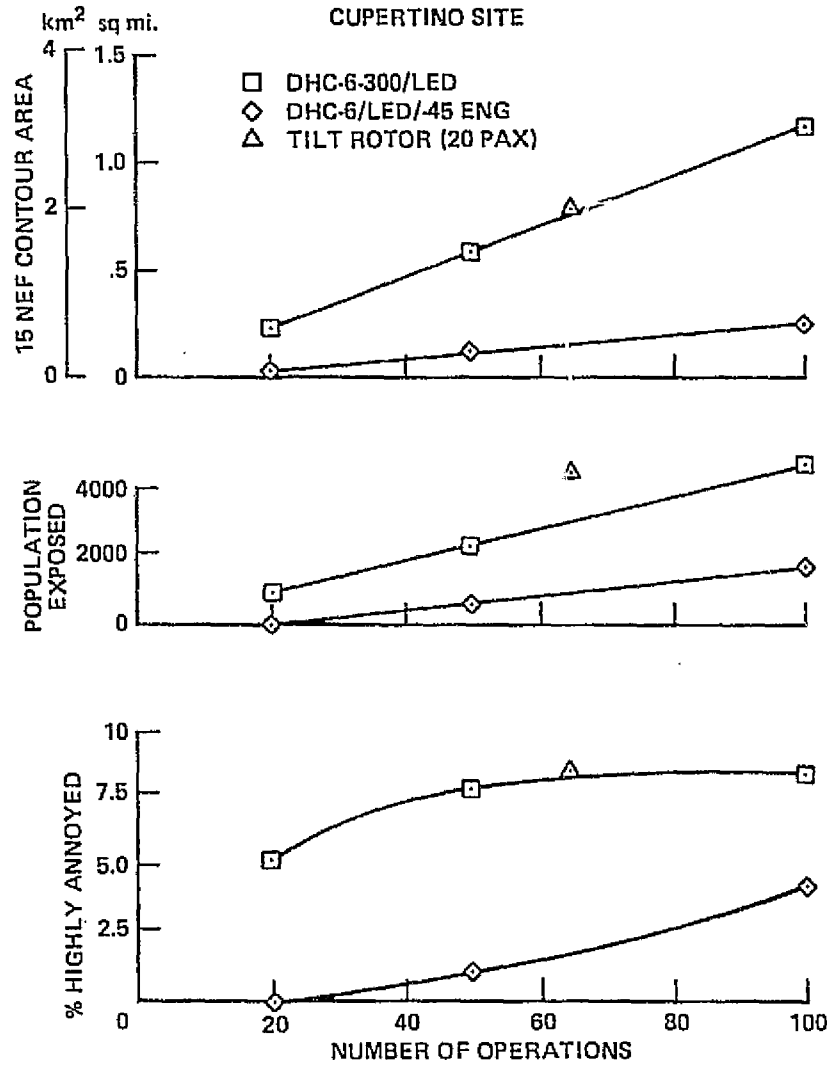 CUPERTINO SITE
km² sq mi.
4 1.5
□ DHC-6-300/LED
◇ DHC-6/LED/-45 ENG
△ TILT ROTOR (20 PAX)
1.0
2
.5
0 0
15 NEF CONTOUR AREA
4000
2000
0
POPULATION
EXPOSED
10
7.5
5.0
2.5
0
% HIGHLY ANNOYED
20 40 60 80 100
NUMBER OF OPERATIONS